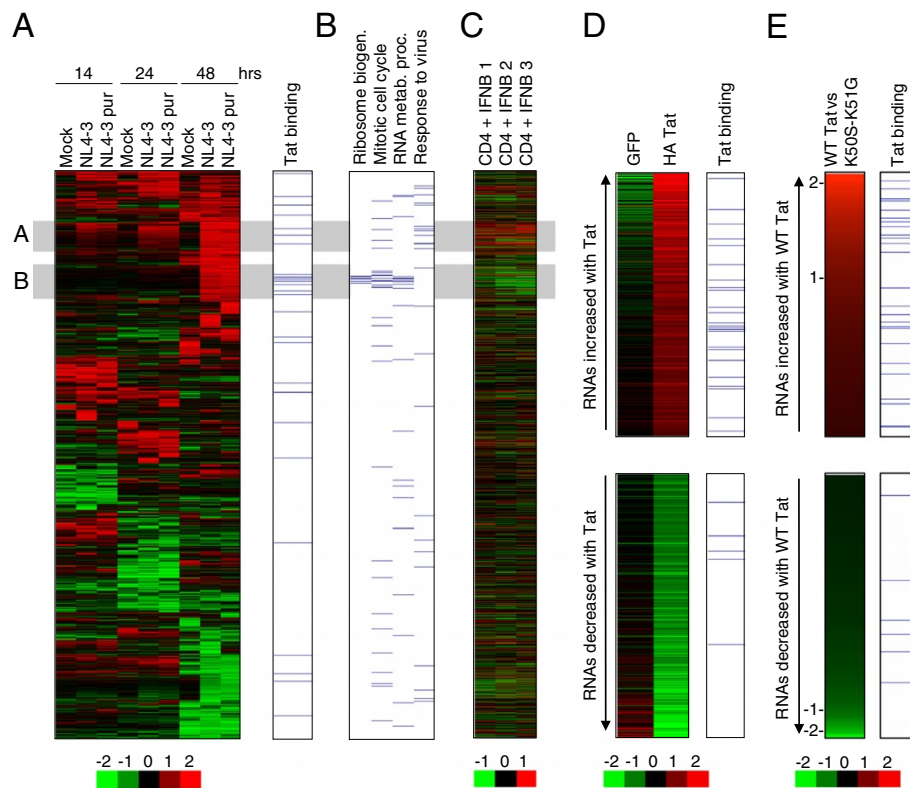 A
B
C
D
E
14
24
48
hrs
Mock
NL4-3
NL4-3 pur
Mock
NL4-3
NL4-3 pur
Mock
NL4-3
NL4-3 pur
Tat binding
Ribosome biogen.
Mitotic cell cycle
RNA metab. proc.
Response to virus
CD4 + IFNB 1
CD4 + IFNB 2
CD4 + IFNB 3
GFP
HA Tat
Tat binding
WT Tat vs
K50S-K51G
Tat binding
A
B
RNAs increased with Tat
RNAs decreased with Tat
RNAs increased with WT Tat
RNAs decreased with WT Tat
2-
1-
-1-
-2-
-2 -1 0 1 2
-1 0 1
-2 -1 0 1 2
-2 -1 0 1 2